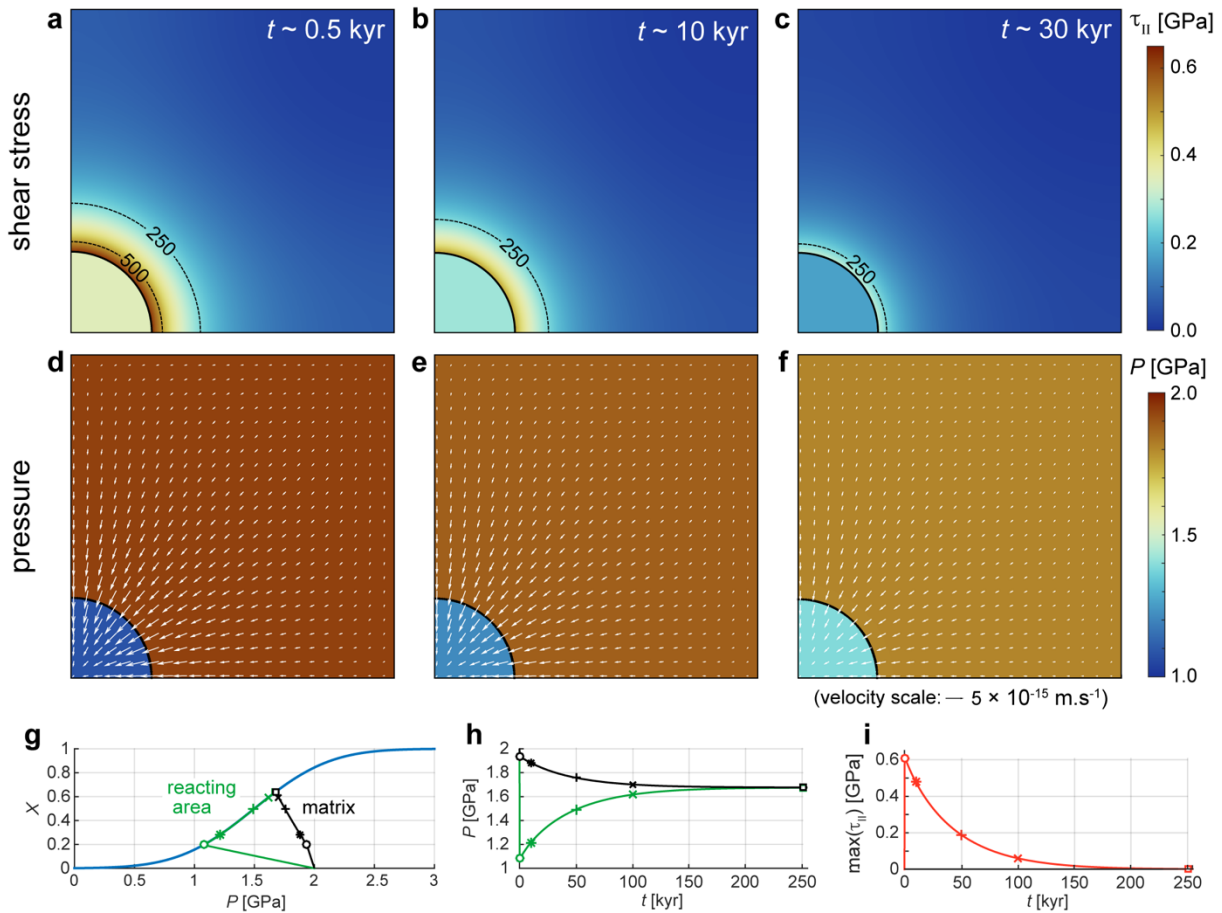 a
t ~ 0.5 kyr
b
t ~ 10 kyr
c
t ~ 30 kyr
τII [GPa]
shear stress
250
500
250
250
0.6
0.4
0.2
0.0
d
e
f
P [GPa]
pressure
2.0
1.5
1.0
(velocity scale: — 5 × 10⁻¹⁵ m.s⁻¹)
g
1
0.8
0.6
0.4
0.2
0
X
reacting
area
matrix
0 0.5 1 1.5 2 2.5 3
P [GPa]
h
2
1.8
1.6
1.4
1.2
1
P [GPa]
0 50 100 150 200 250
t [kyr]
i
0.6
0.4
0.2
0
max(τII) [GPa]
0 50 100 150 200 250
t [kyr]